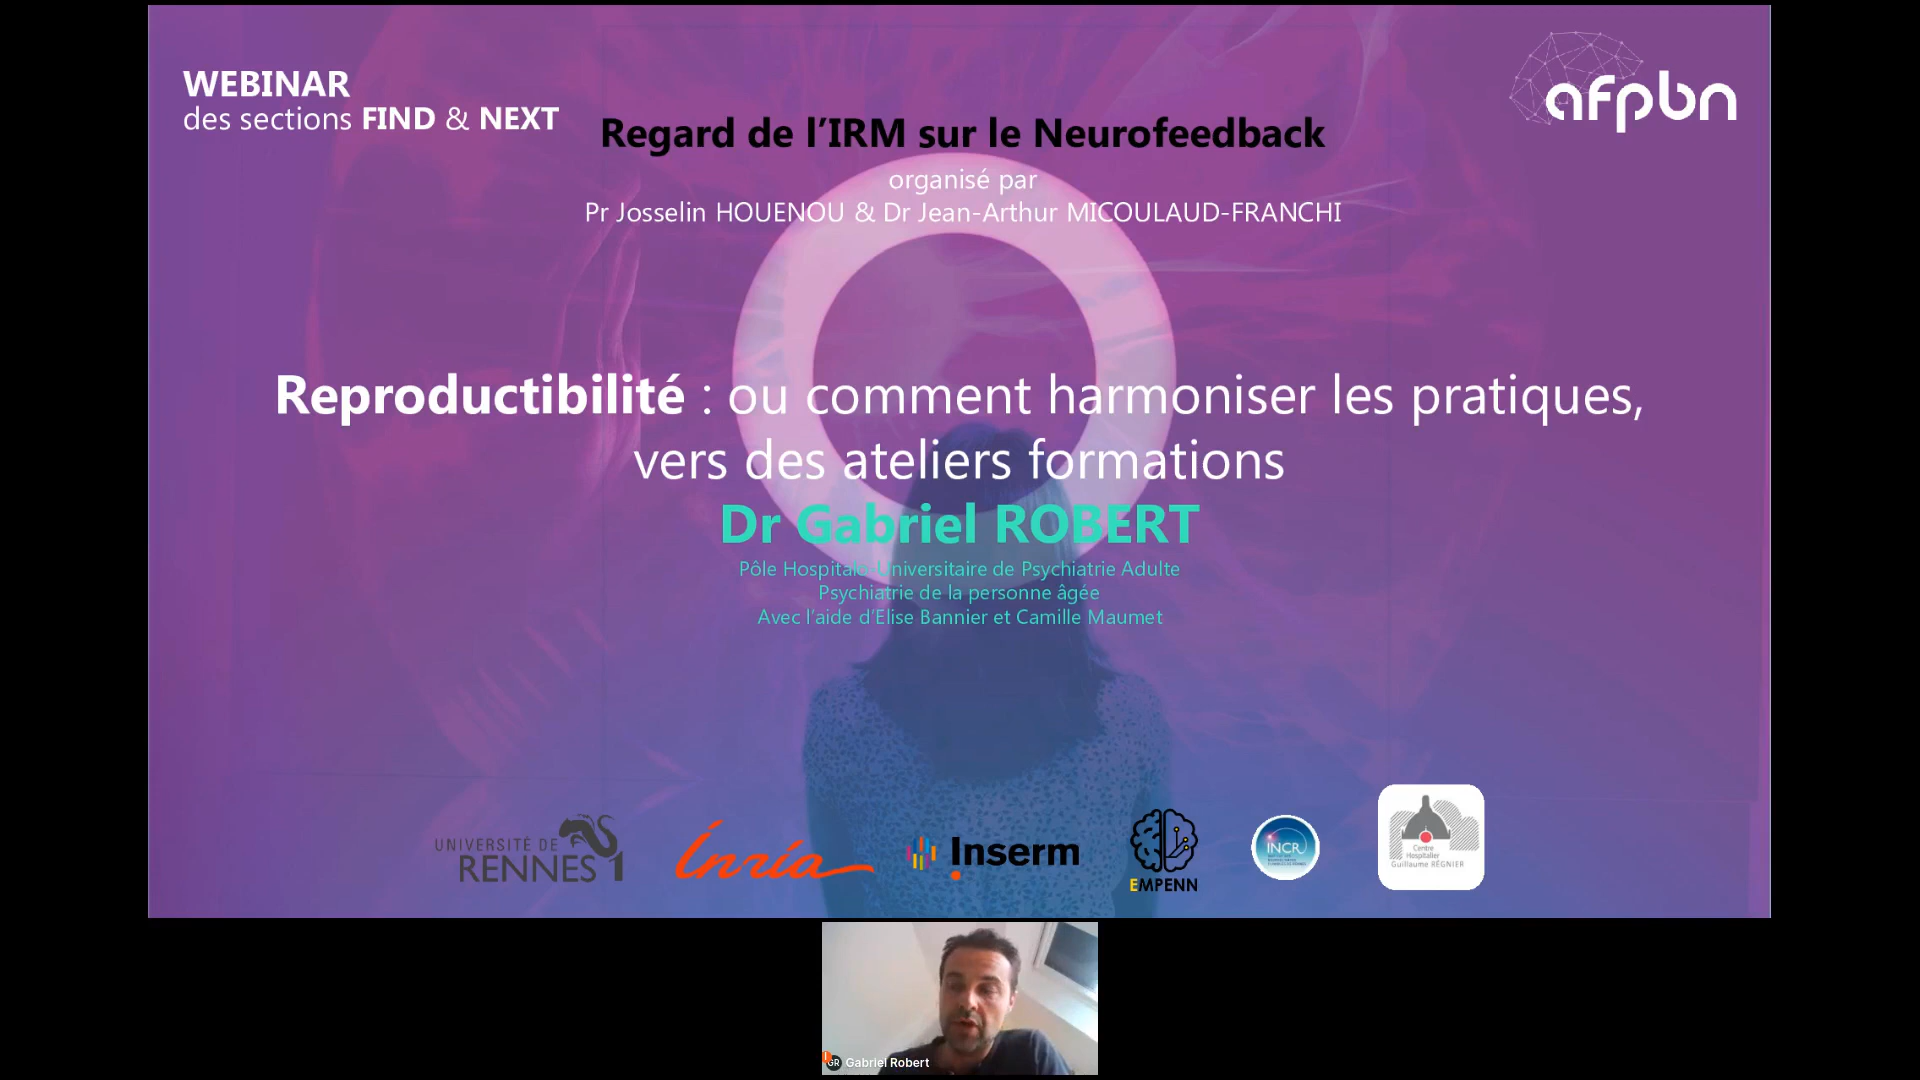 WEBINAR
des sections FIND & NEXT
afpbn
Regard de l’IRM sur le Neurofeedback
organisé par
Pr Josselin HOUENOU & Dr Jean-Arthur MICOULAUD-FRANCHI
Reproductibilité : ou comment harmoniser les pratiques,
vers des ateliers formations
Dr Gabriel ROBERT
Pôle Hospitalo-Universitaire de Psychiatrie Adulte
Psychiatrie de la personne âgée
Avec l’aide d’Elise Bannier et Camille Maumet
UNIVERSITÉ DE
RENNES 1
Inria
Inserm
EMPENN
INCR
Centre
Hospitalier
Guillaume RÉGNIER
GR Gabriel Robert